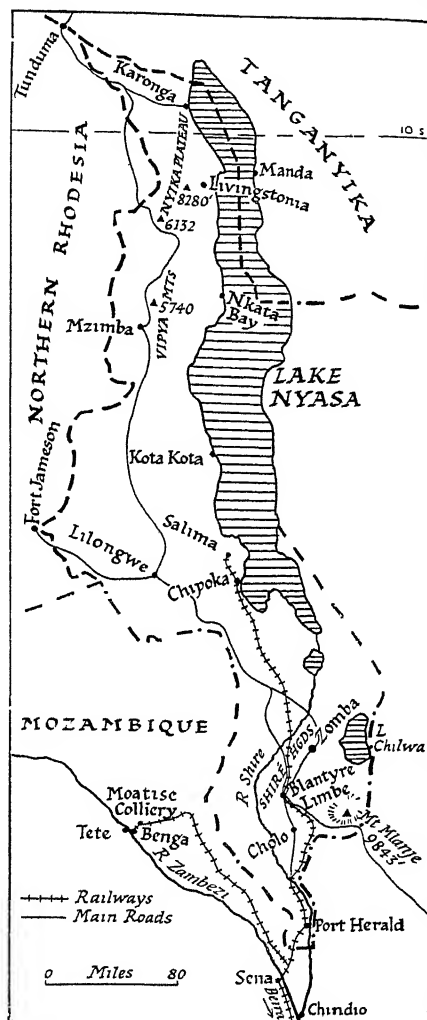 Tunduma
Karonga
TANGANYIKA
10 S
NYIKA PLATEAU
8280'
Livingstonia
Manda
6132
NORTHERN RHODESIA
VIPYA MTS
5740
Mzimba
Nkata
Bay
LAKE
NYASA
Kota Kota
Fort Jameson
Salima
Lilongwe
Chipoka
MOZAMBIQUE
R Shire
SHIRE HGDS
Zomba
L
Chilwa
Blantyre
Limbe
Mt Mlanje
9843'
Moatise
Colliery
Tete
Benga
Cholo
R Zambezi
Railways
Main Roads
Port Herald
0 Miles 80
Sena
Beira
Chindio